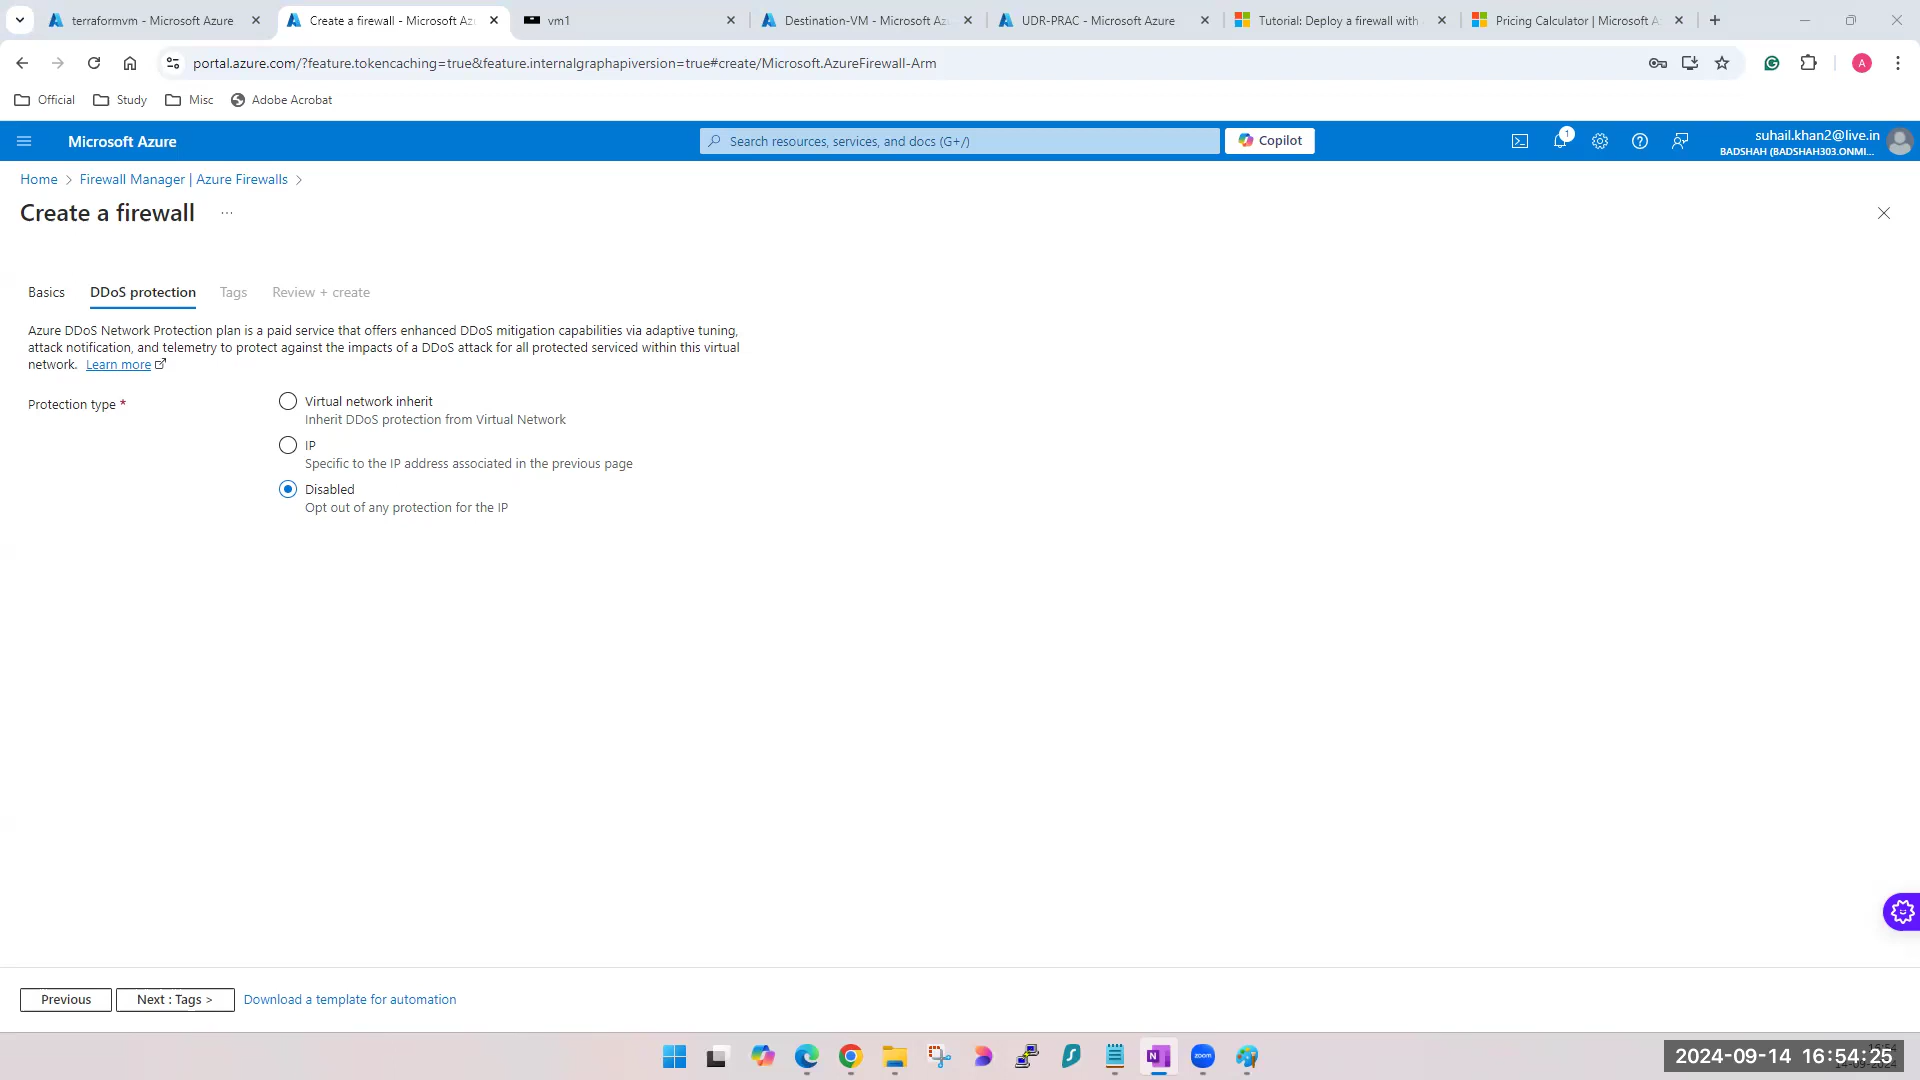 terraformvm - Microsoft Azure
Create a firewall - Microsoft Az
vm1
Destination-VM - Microsoft Az
UDR-PRAC - Microsoft Azure
Tutorial: Deploy a firewall with
Pricing Calculator | Microsoft A
portal.azure.com/?feature.tokencaching=true&feature.internalgraphapiversion=true#create/Microsoft.AzureFirewall-Arm
A
Official
Study
Misc
Adobe Acrobat
Microsoft Azure
Search resources, services, and docs (G+/)
Copilot
1
suhail.khan2@live.in
BADSHAH (BADSHAH303.ONMI...
Home > Firewall Manager | Azure Firewalls >
Create a firewall ...
Basics
DDoS protection
Tags
Review + create
Azure DDoS Network Protection plan is a paid service that offers enhanced DDoS mitigation capabilities via adaptive tuning,
attack notification, and telemetry to protect against the impacts of a DDoS attack for all protected serviced within this virtual
network. Learn more
Protection type *
Virtual network inherit
Inherit DDoS protection from Virtual Network
IP
Specific to the IP address associated in the previous page
Disabled
Opt out of any protection for the IP
Previous
Next : Tags >
Download a template for automation
zoom
2024-09-14 16:54:25